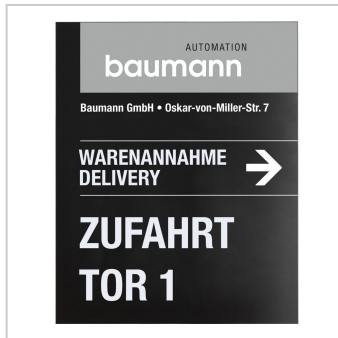 AUTOMATION
baumann
Baumann GmbH • Oskar-von-Miller-Str. 7
WARENANNAHME
DELIVERY
ZUFAHRT
TOR 1